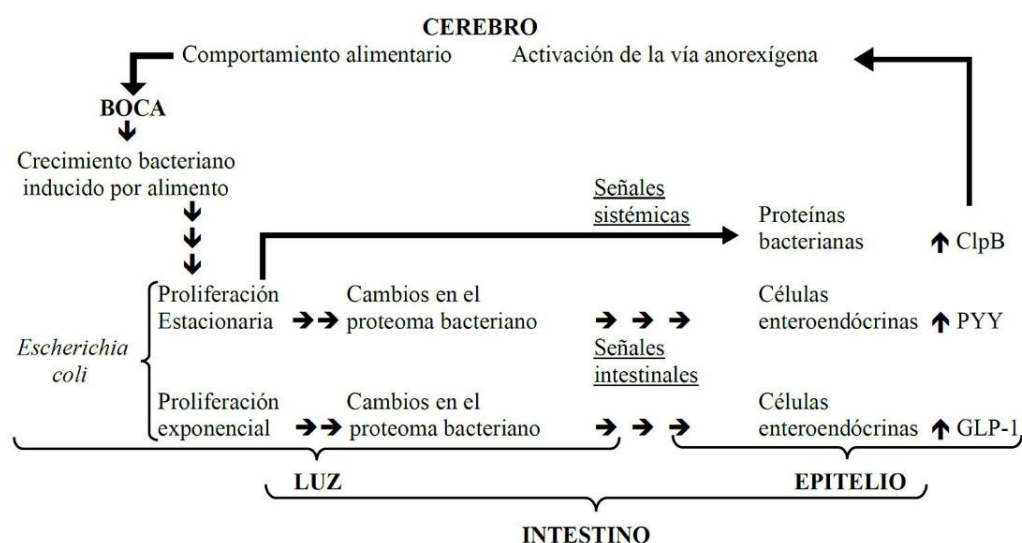 CEREBRO
Comportamiento alimentario
Activación de la vía anorexígena
BOCA
Crecimiento bacteriano
inducido por alimento
Señales
sistémicas
Proteínas
bacterianas
ClpB
Escherichia
coli
Proliferación
Estacionaria
Cambios en el
proteoma bacteriano
Células
enteroendócrinas
PYY
Señales
intestinales
Proliferación
exponencial
Cambios en el
proteoma bacteriano
Células
enteroendócrinas
GLP-1
LUZ
EPITELIO
INTESTINO